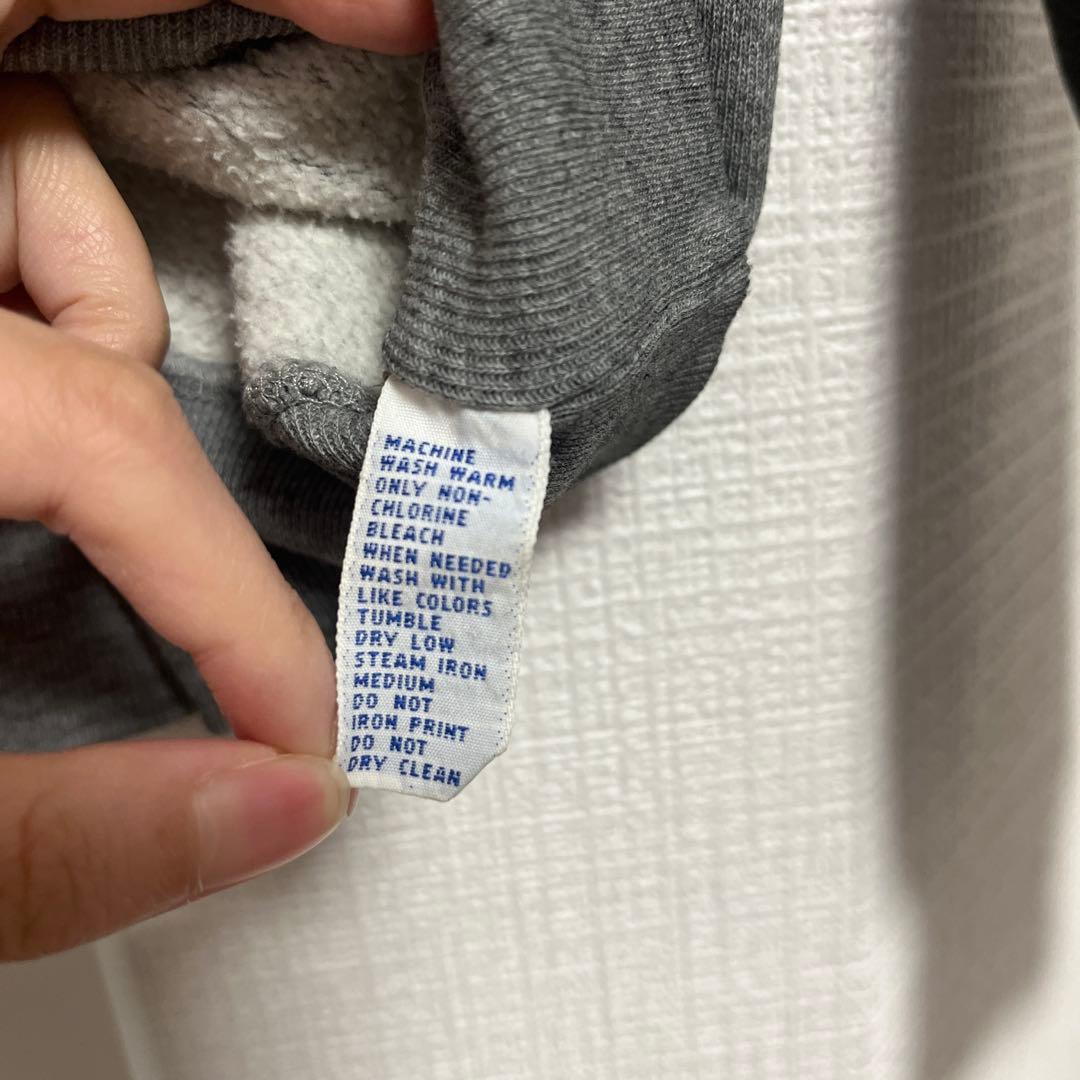 MACHINE
WASH WARM
ONLY NON-
CHLORINE
BLEACH
WHEN NEEDED
WASH WITH
LIKE COLORS
TUMBLE
DRY LOW
STEAM IRON
MEDIUM
DO NOT
IRON PRINT
DO NOT
DRY CLEAN